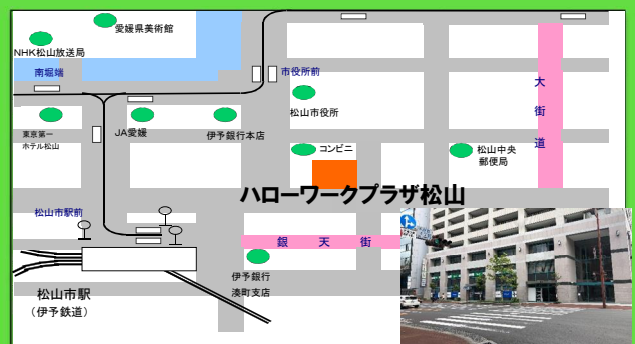 愛媛県美術館
NHK松山放送局
南堀端
市役所前
大
街
道
松山市役所
東京第一
ホテル松山
JA愛媛
伊予銀行本店
コンビニ
松山中央
郵便局
ハローワークプラザ松山
松山市駅前
銀 天 街
伊予銀行
湊町支店
松山市駅
（伊予鉄道）